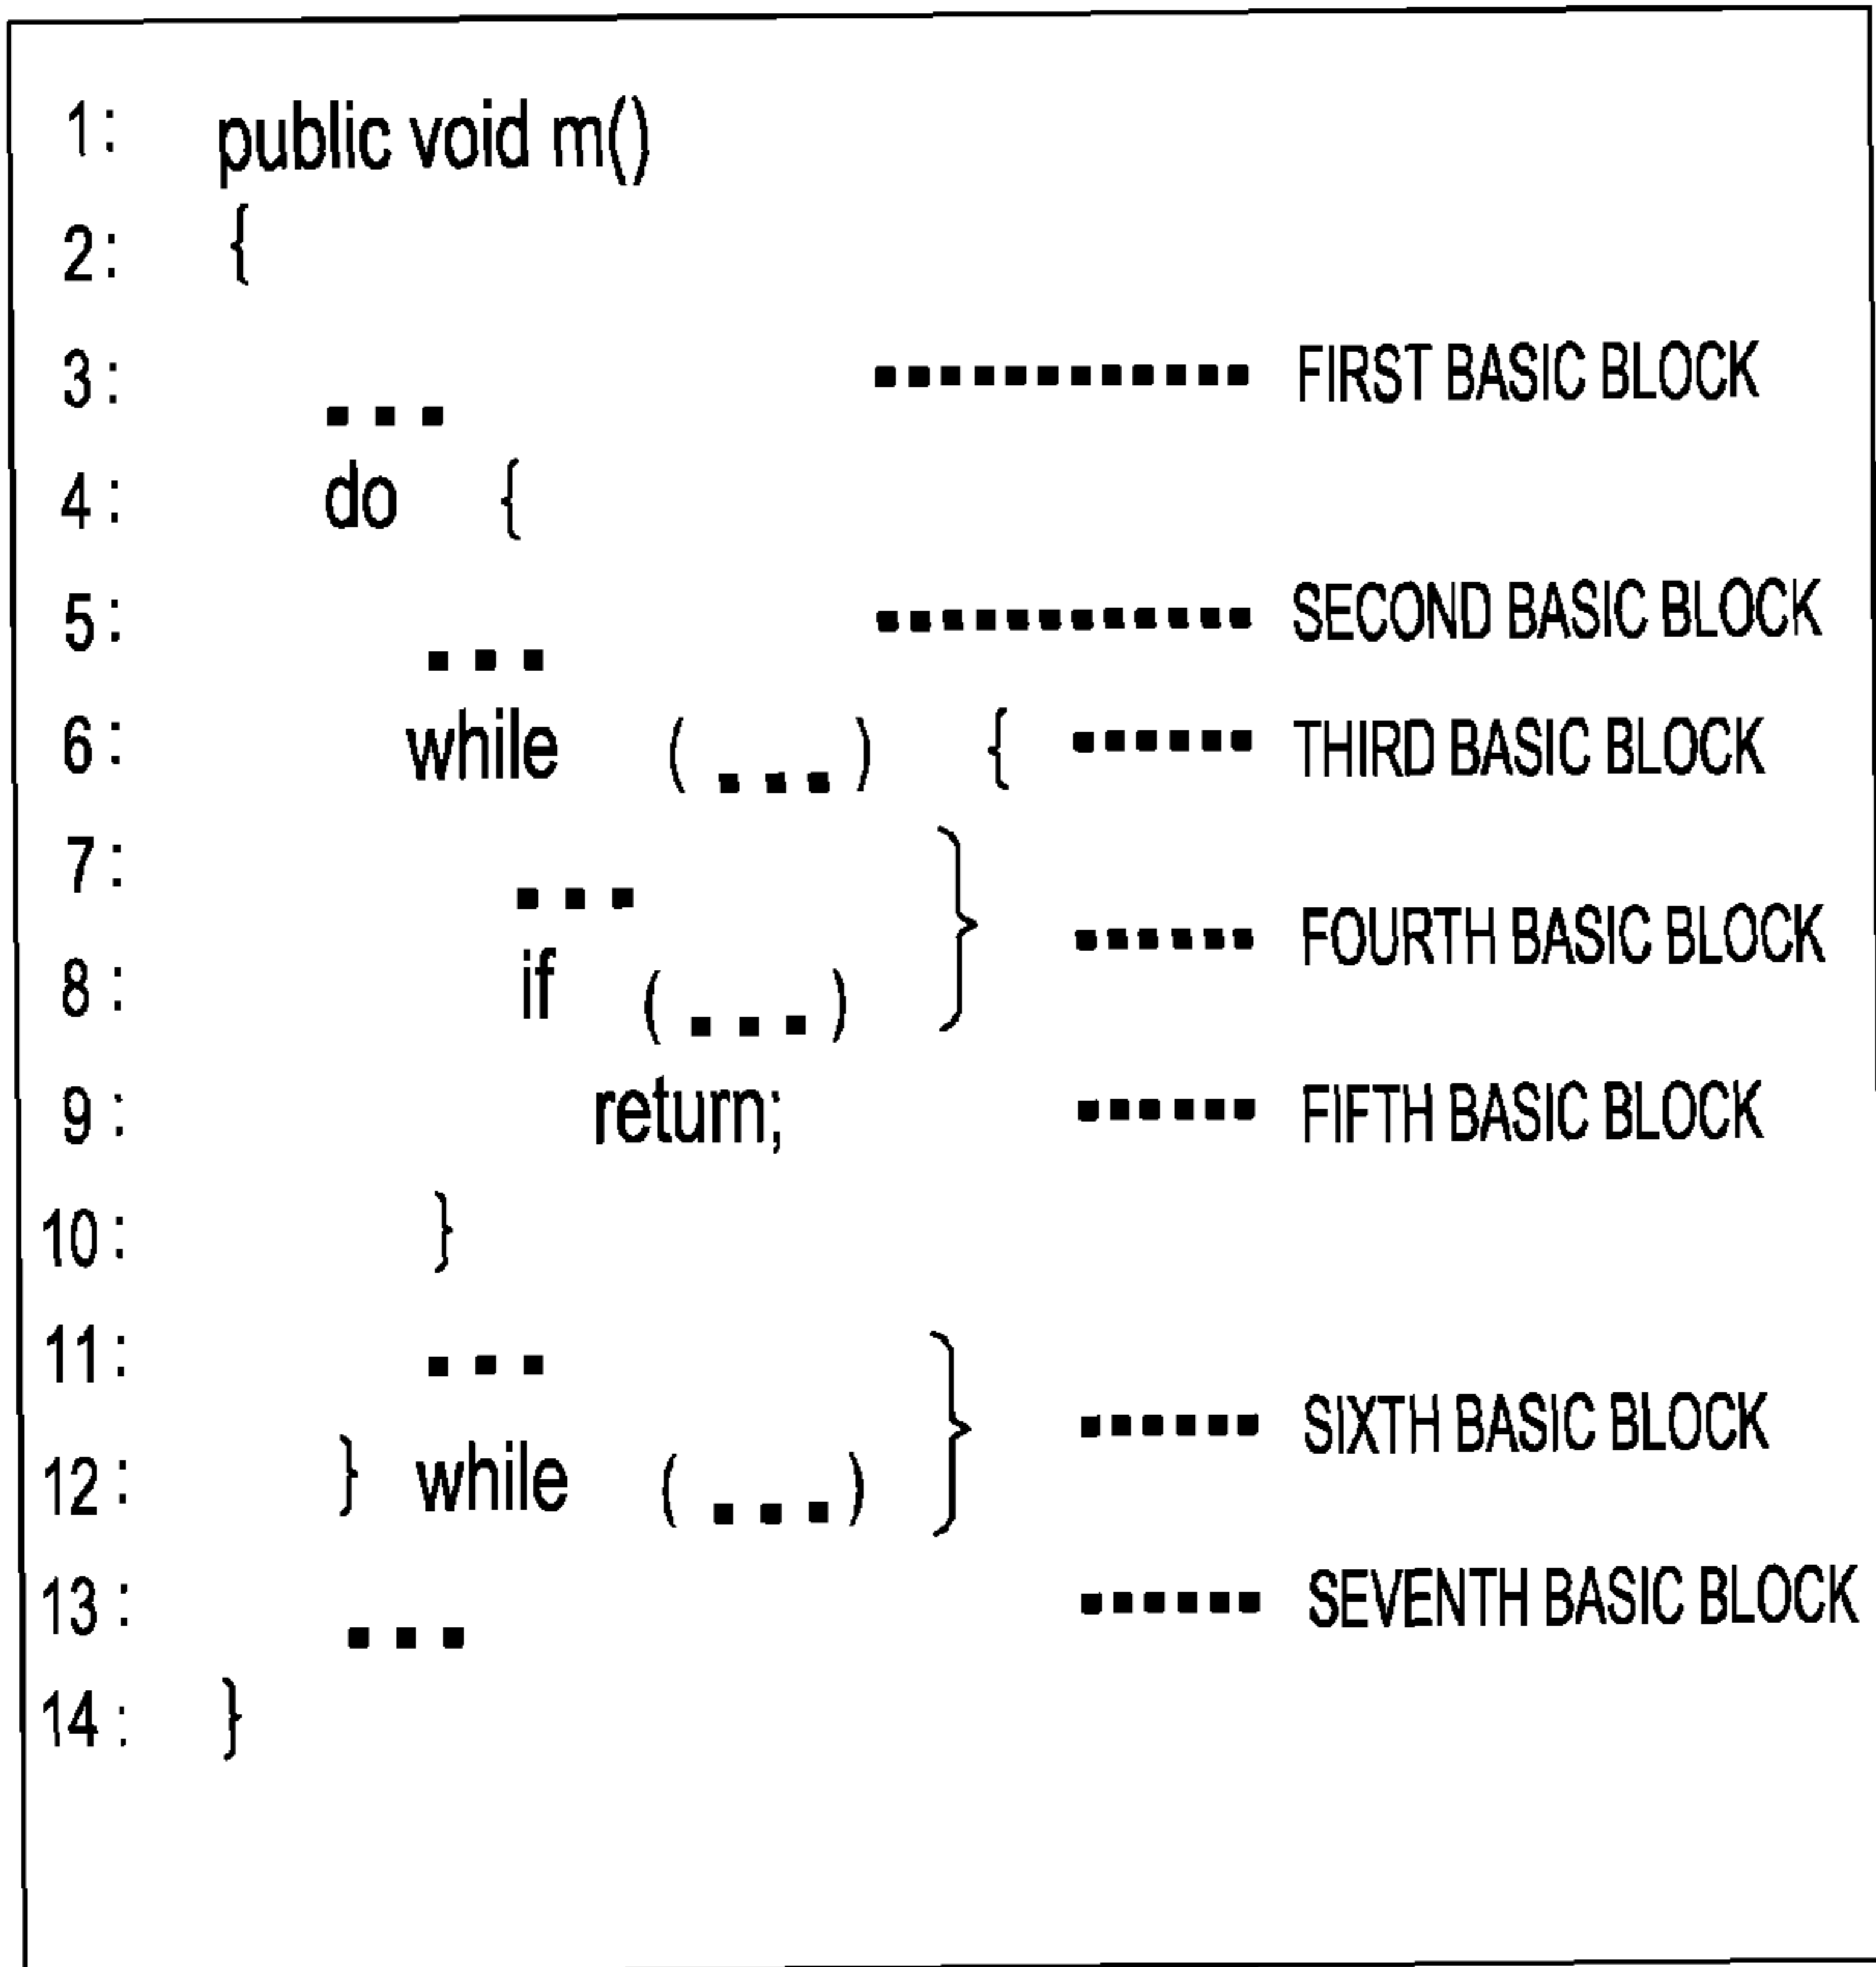 1: public void m()
2: {
3: ... ............ FIRST BASIC BLOCK
4: do {
5: ... ............ SECOND BASIC BLOCK
6: while (...) { ...... THIRD BASIC BLOCK
7: ...
8: if (...) } ...... FOURTH BASIC BLOCK
9: return; ...... FIFTH BASIC BLOCK
10: }
11: ...
12: } while (...) } ...... SIXTH BASIC BLOCK
13: ... ...... SEVENTH BASIC BLOCK
14: }